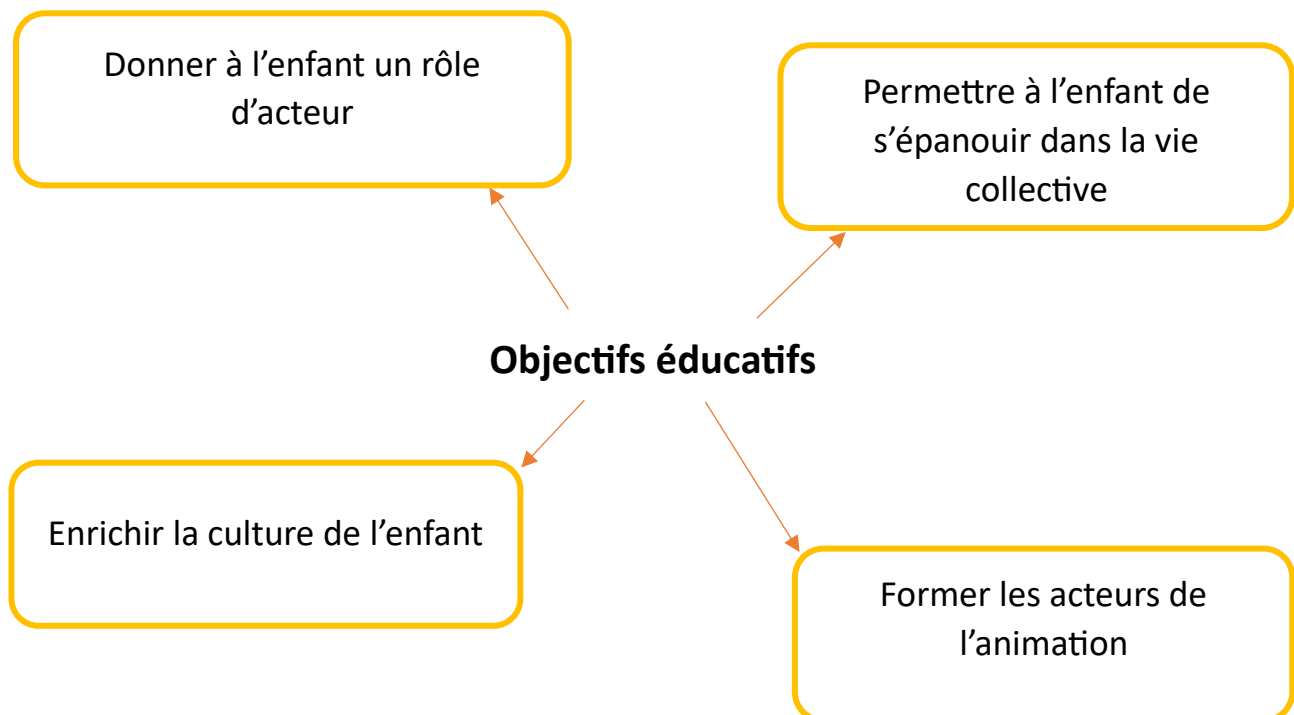 Donner à l’enfant un rôle
d’acteur
Permettre à l’enfant de
s’épanouir dans la vie
collective
Objectifs éducatifs
Enrichir la culture de l’enfant
Former les acteurs de
l’animation